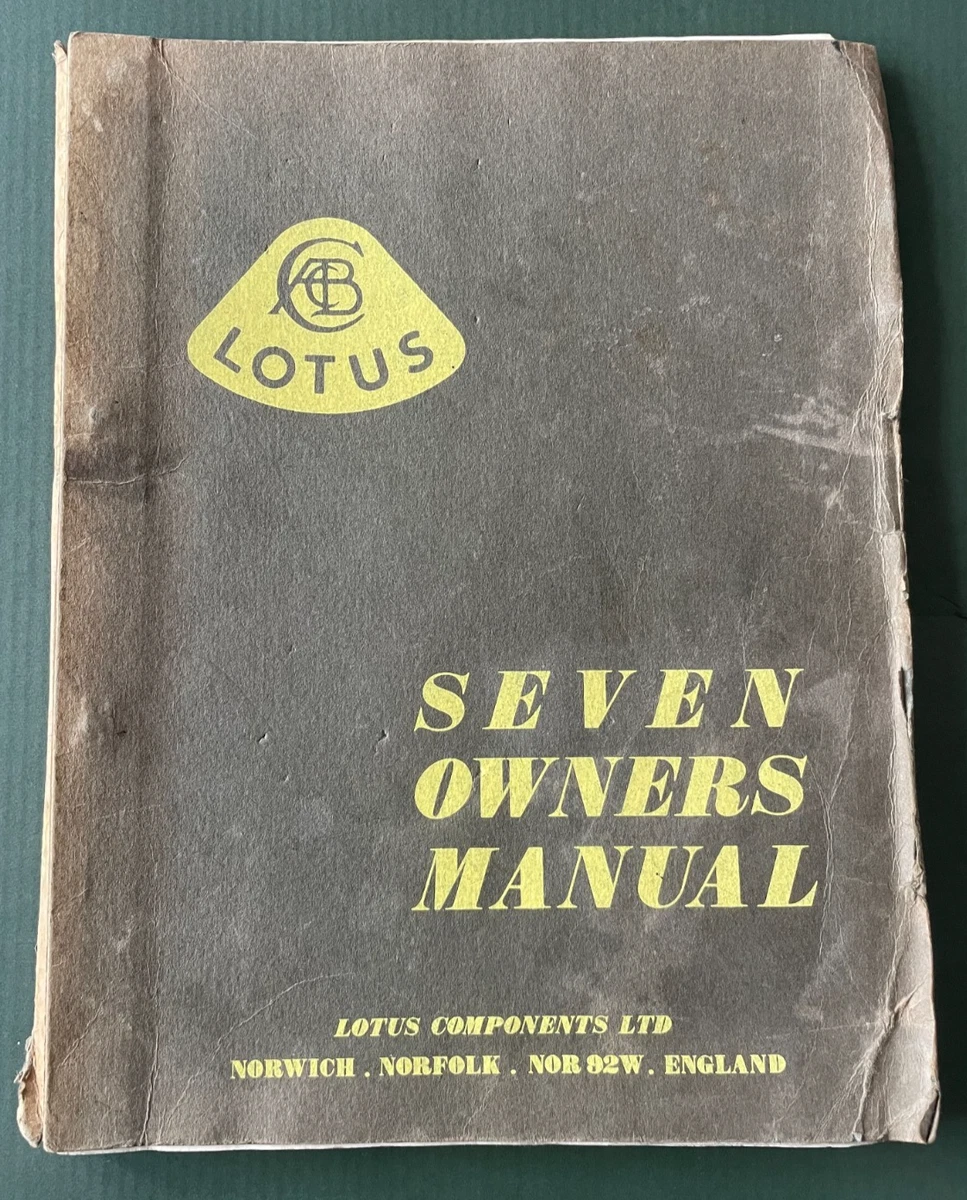 ACBC
LOTUS
SEVEN
OWNERS
MANUAL
LOTUS COMPONENTS LTD
NORWICH . NORFOLK . NOR 92W . ENGLAND